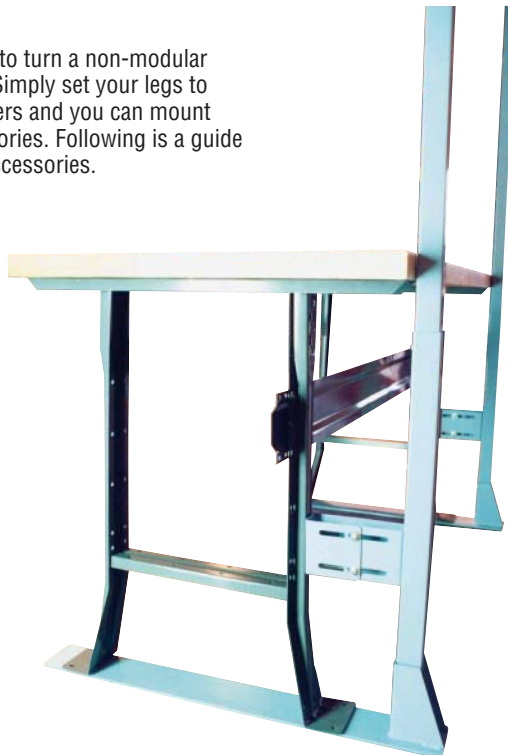 to turn a non-modular
Simply set your legs to
ers and you can mount
ories. Following is a guide
ccessories.